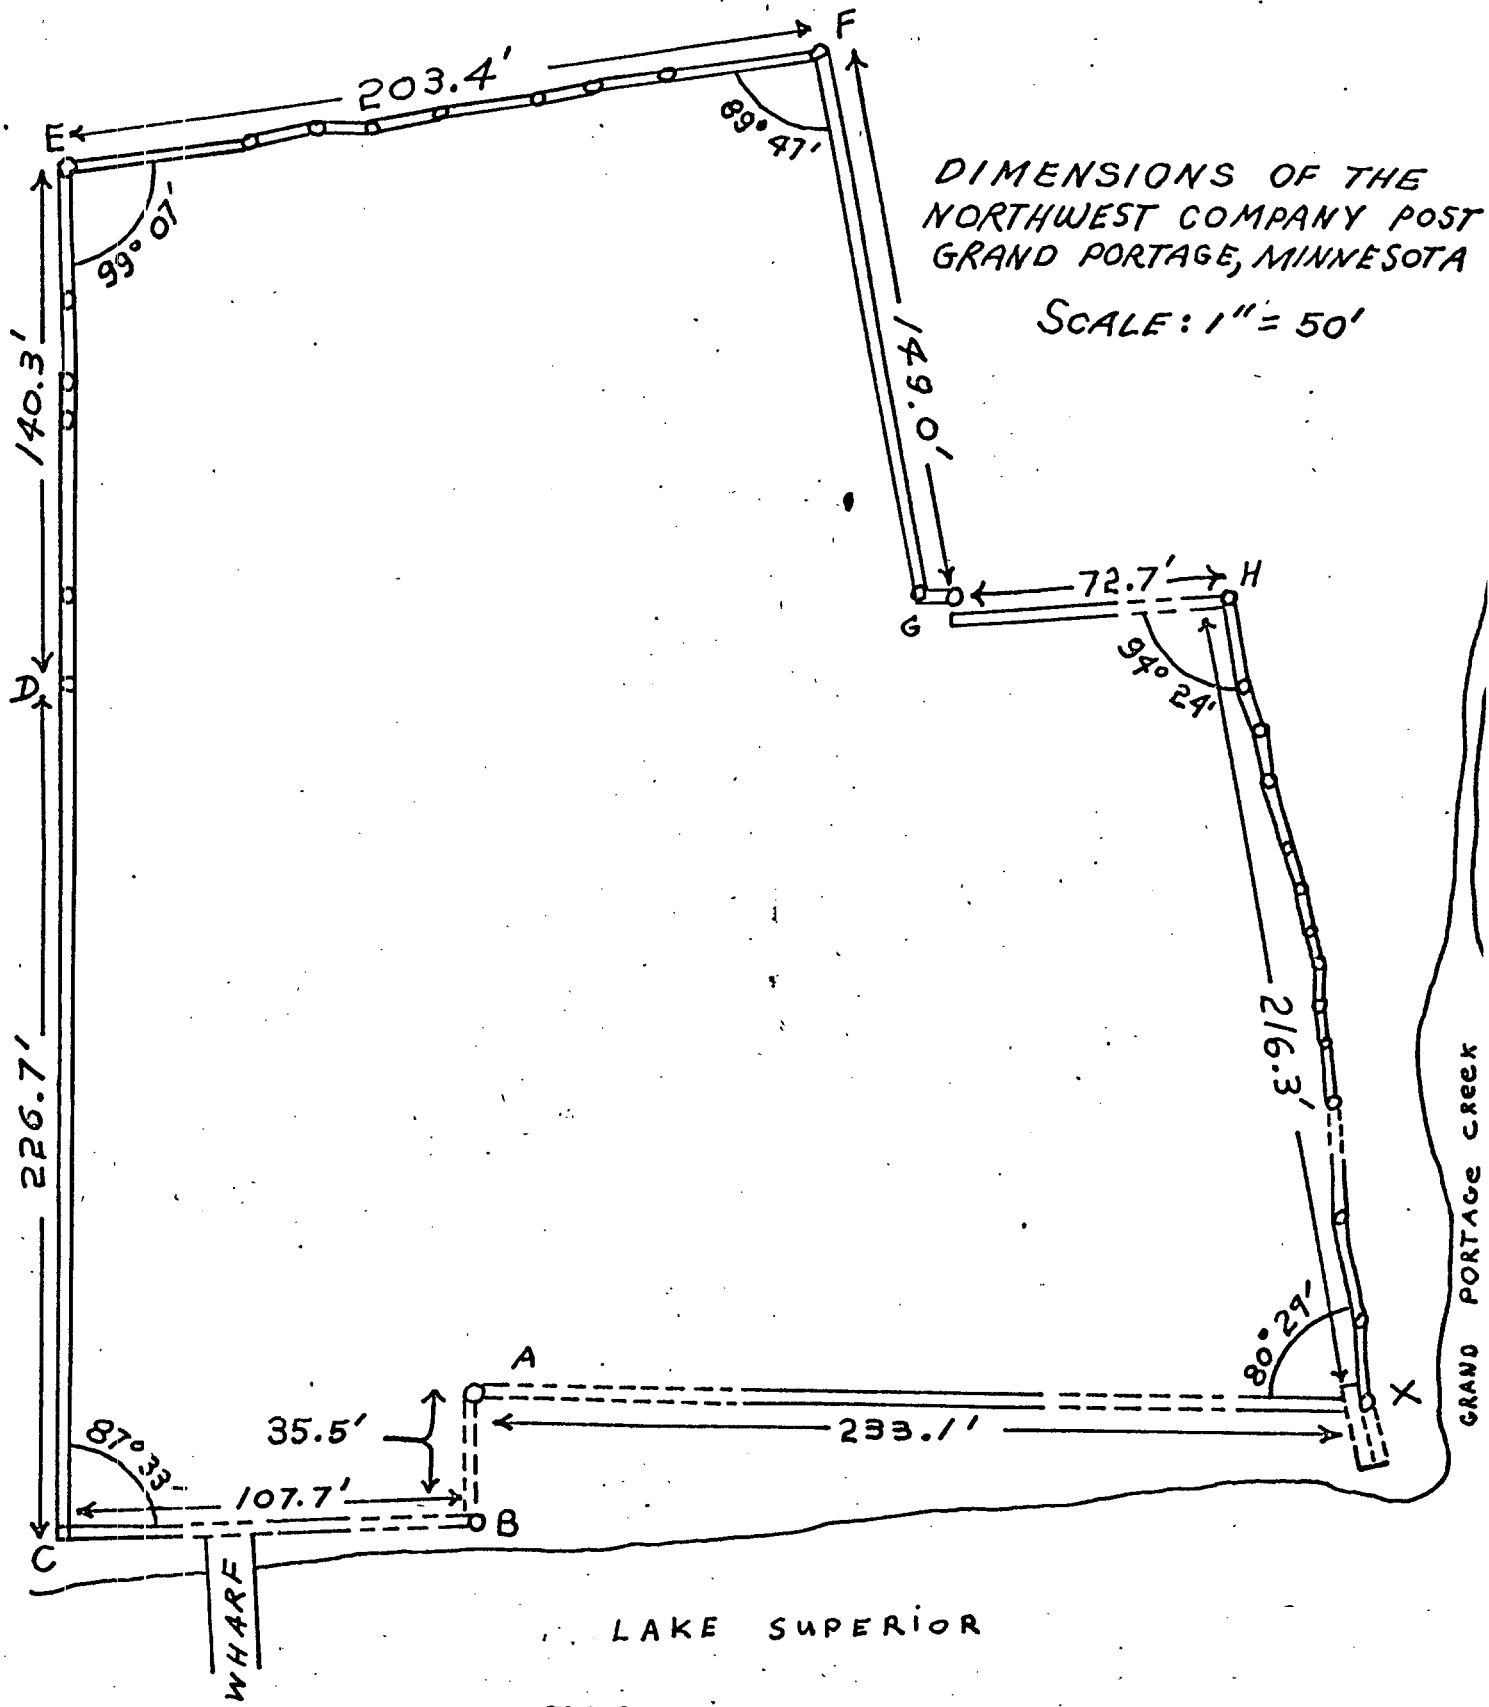 F
203.4'
E
89° 47'
99° 07'
DIMENSIONS OF THE
NORTHWEST COMPANY POST
GRAND PORTAGE, MINNESOTA
SCALE: 1" = 50'
140.3'
149.0'
72.7'
H
G
94° 24'
D
226.7'
216.3'
GRAND PORTAGE CREEK
80° 29'
A
X
35.5'
233.1'
87° 33'
107.7'
B
C
WHARF
LAKE SUPERIOR